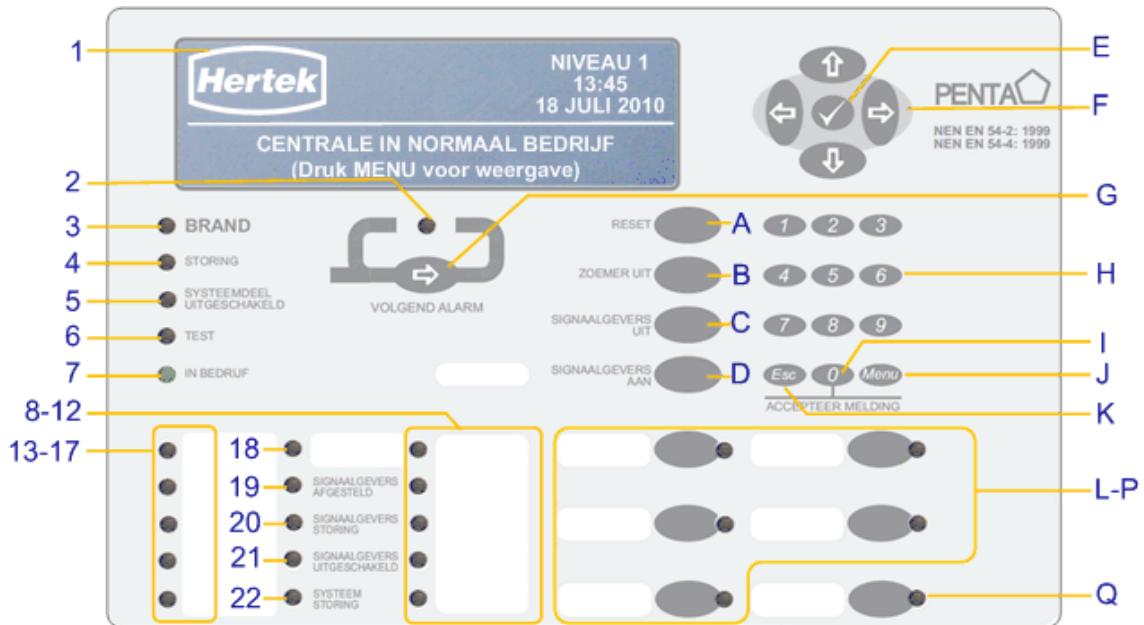 1
Hertek
NIVEAU 1
13:45
18 JULI 2010
CENTRALE IN NORMAAL BEDRIJF
(Druk MENU voor weergave)
E
F
PENTA
NEN EN 54-2: 1999
NEN EN 54-4: 1999
2
G
3
BRAND
RESET
A
1
2
3
4
STORING
ZOEMER UIT
B
4
5
6
H
5
SYSTEEMDEEL
UITGESCHAKELD
VOLGEND ALARM
6
TEST
SIGNAALGEVERS
UIT
C
7
8
9
I
7
IN BEDRIJF
SIGNAALGEVERS
AAN
D
Esc
0
Menu
J
ACCEPTEER MELDING
K
8-12
13-17
18
19
SIGNAALGEVERS
AFGESTELD
20
SIGNAALGEVERS
STORING
21
SIGNAALGEVERS
UITGESCHAKELD
22
SYSTEEM
STORING
L-P
Q